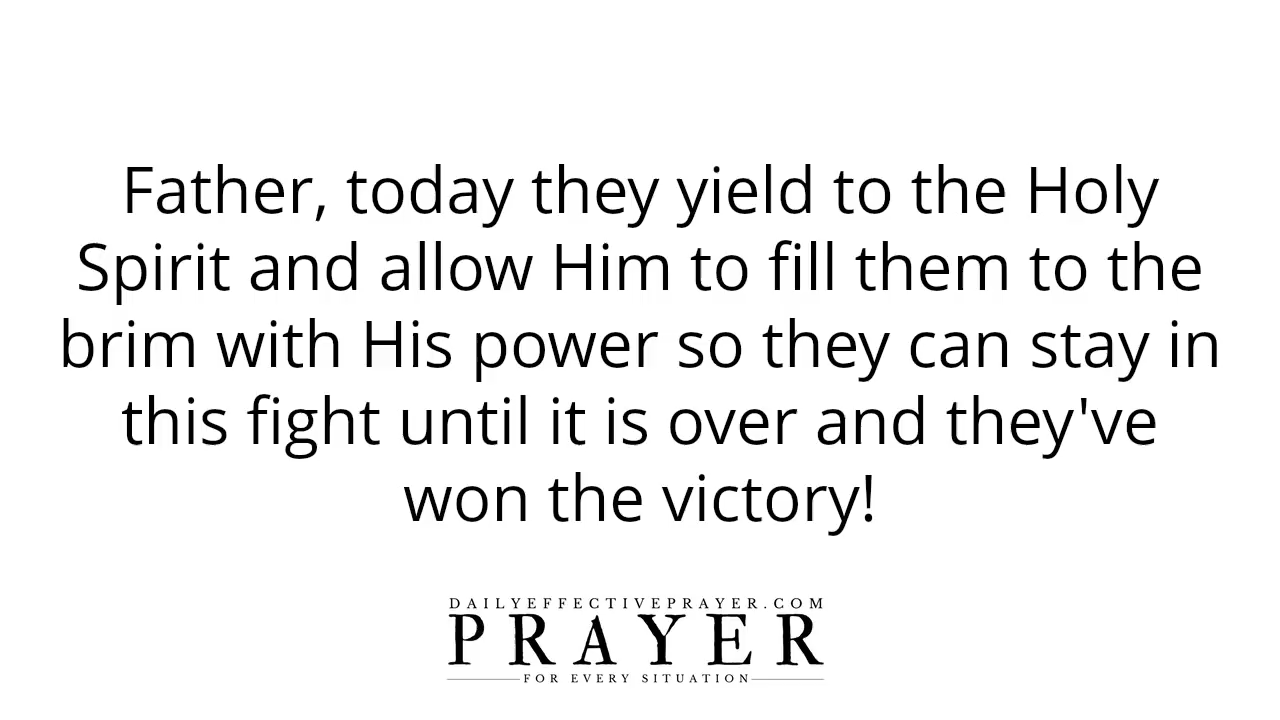 Father, today they yield to the Holy
Spirit and allow Him to fill them to the
brim with His power so they can stay in
this fight until it is over and they've
won the victory!
DAILYEFFECTIVEPRAYER.COM
PRAYER
FOR EVERY SITUATION